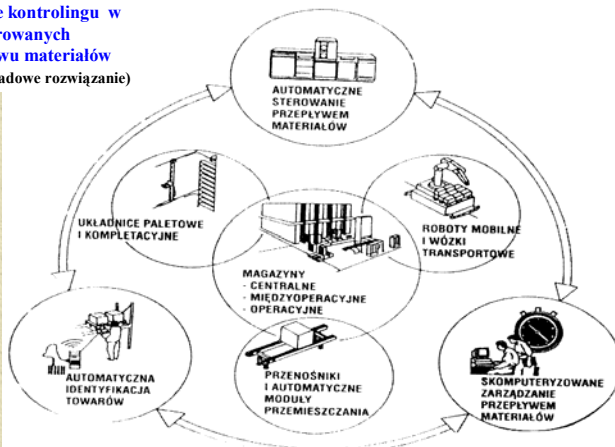 e kontrolingu w
rowanych
wu materiałów
adowe rozwiązanie)
AUTOMATYCZNE
STEROWANIE
PRZEPŁYWEM
MATERIAŁÓW
UKŁADNICE PALETOWE
I KOMPLETACYJNE
ROBOTY MOBILNE
I WÓZKI
TRANSPORTOWE
MAGAZYNY
- CENTRALNE
- MIĘDZYOPERACYJNE
- OPERACYJNE
AUTOMATYCZNA
IDENTYFIKACJA
TOWARÓW
PRZENOŚNIKI
I AUTOMATYCZNE
MODUŁY
PRZEMIESZCZANIA
SKOMPUTERYZOWANE
ZARZĄDZANIE
PRZEPŁYWEM
MATERIAŁÓW